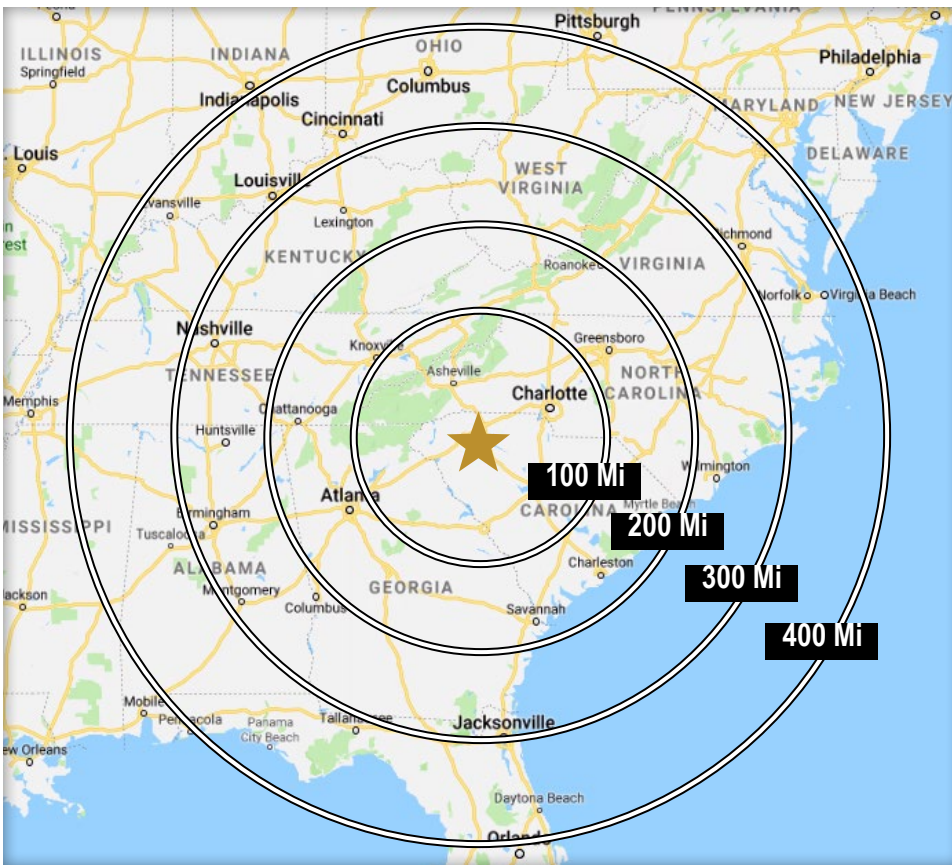 Pittsburgh
PENNSYLVANIA
OHIO
ILLINOIS
INDIANA
Philadelphia
Springfield
Columbus
Indianapolis
MARYLAND
NEW JERSEY
Cincinnati
. Louis
DELAWARE
WEST
VIRGINIA
Louisville
Evansville
Lexington
Richmond
est
KENTUCKY
Roanoke
VIRGINIA
Norfolk
Virginia Beach
Nashville
Greensboro
Knoxville
Asheville
NORTH
CAROLINA
TENNESSEE
Charlotte
Memphis
Chattanooga
Huntsville
Wilmington
100 Mi
Atlanta
CAROLINA
Myrtle Beach
MISSISSIPPI
Birmingham
200 Mi
Tuscaloosa
Charleston
ALABAMA
300 Mi
GEORGIA
Jackson
Montgomery
Columbus
Savannah
400 Mi
Mobile
Pensacola
Panama
City Beach
Tallahassee
Jacksonville
ew Orleans
Daytona Beach
Orlando